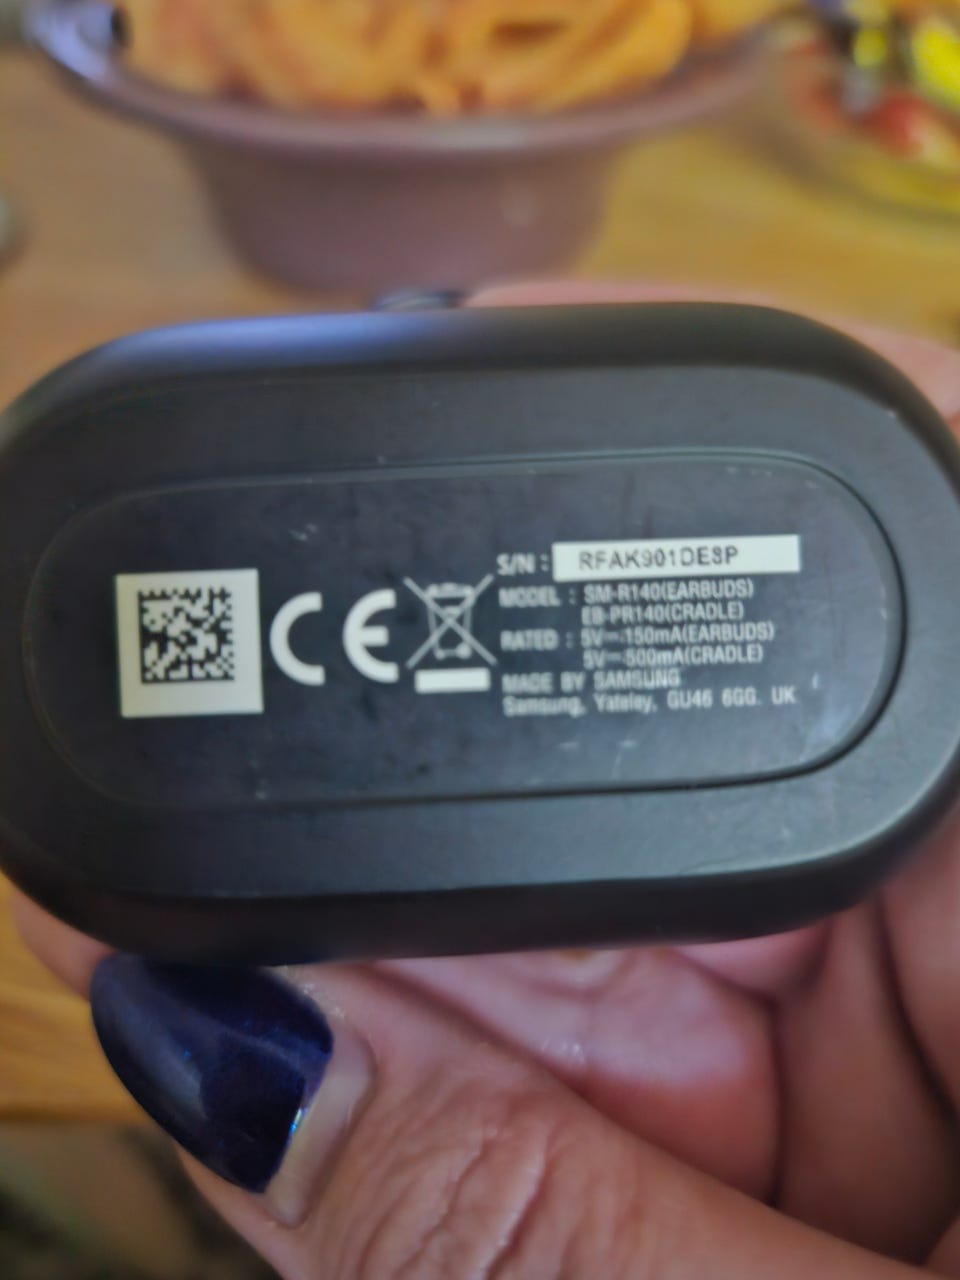 S/N : RFAK901DE8P
MODEL : SM-R140(EARBUDS)
EB-PR140(CRADLE)
RATED : 5V⎓150mA(EARBUDS)
5V⎓500mA(CRADLE)
MADE BY SAMSUNG
Samsung, Yateley, GU46 6GG. UK
CE